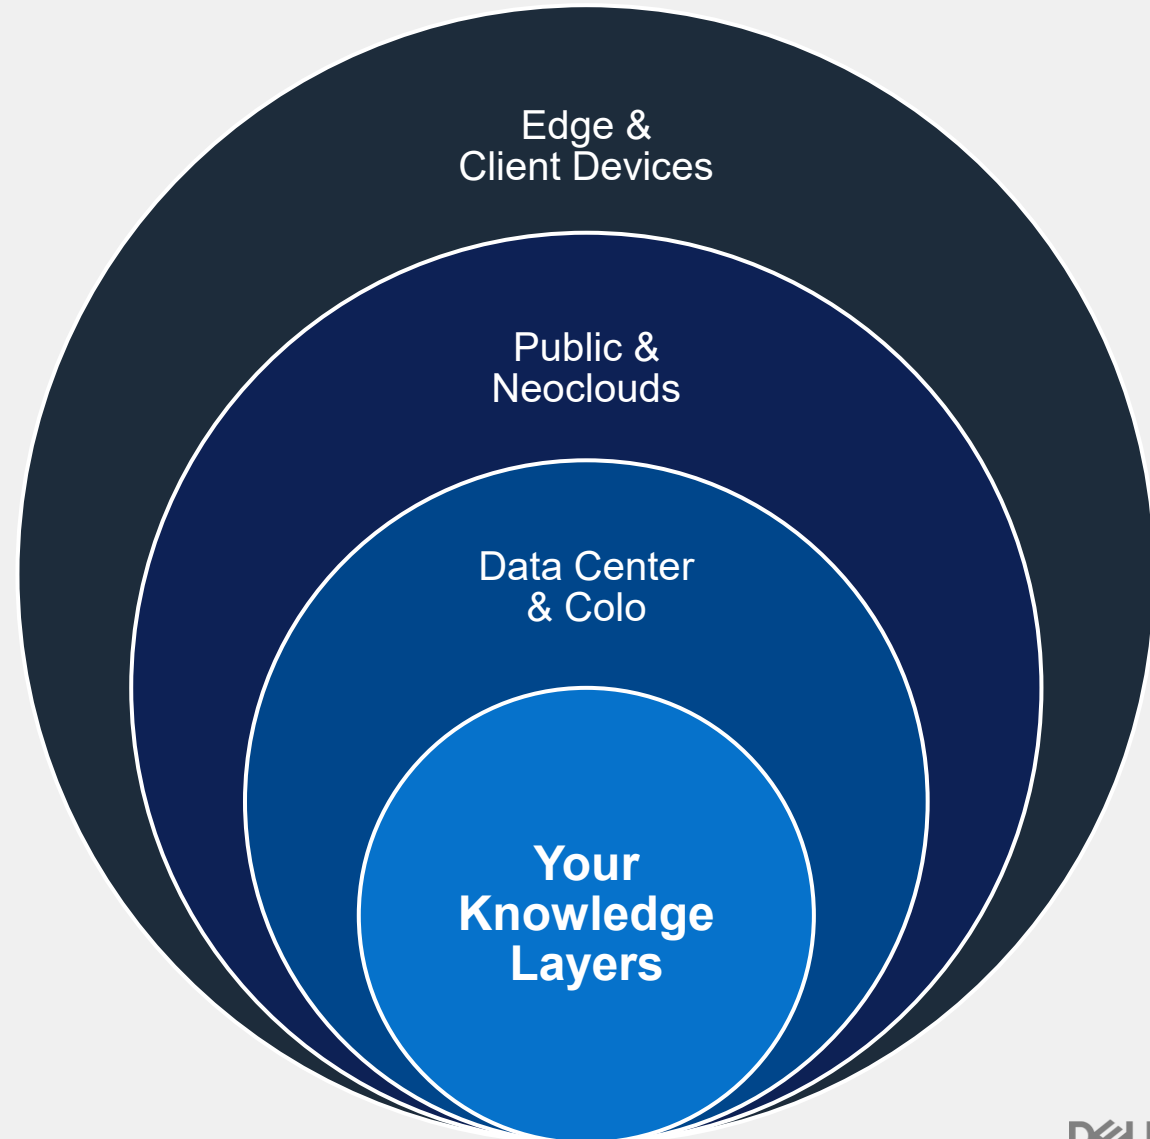 Edge &
Client Devices
Public &
Neoclouds
Data Center
& Colo
Your
Knowledge
Layers